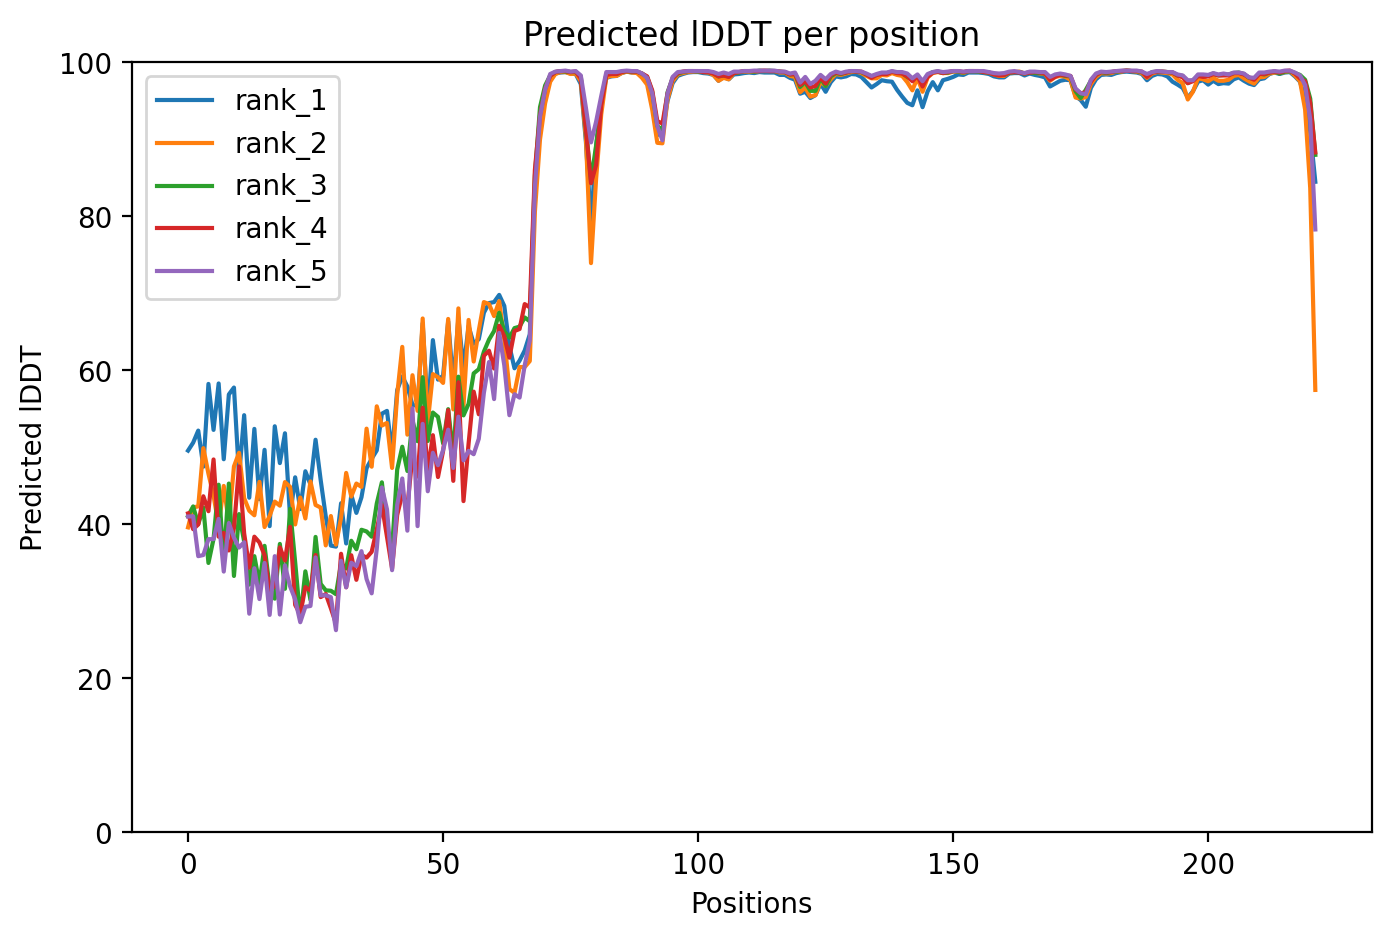 Predicted lDDT per position
100
80
60
40
20
0
Predicted lDDT
rank_1
rank_2
rank_3
rank_4
rank_5
0 50 100 150 200
Positions